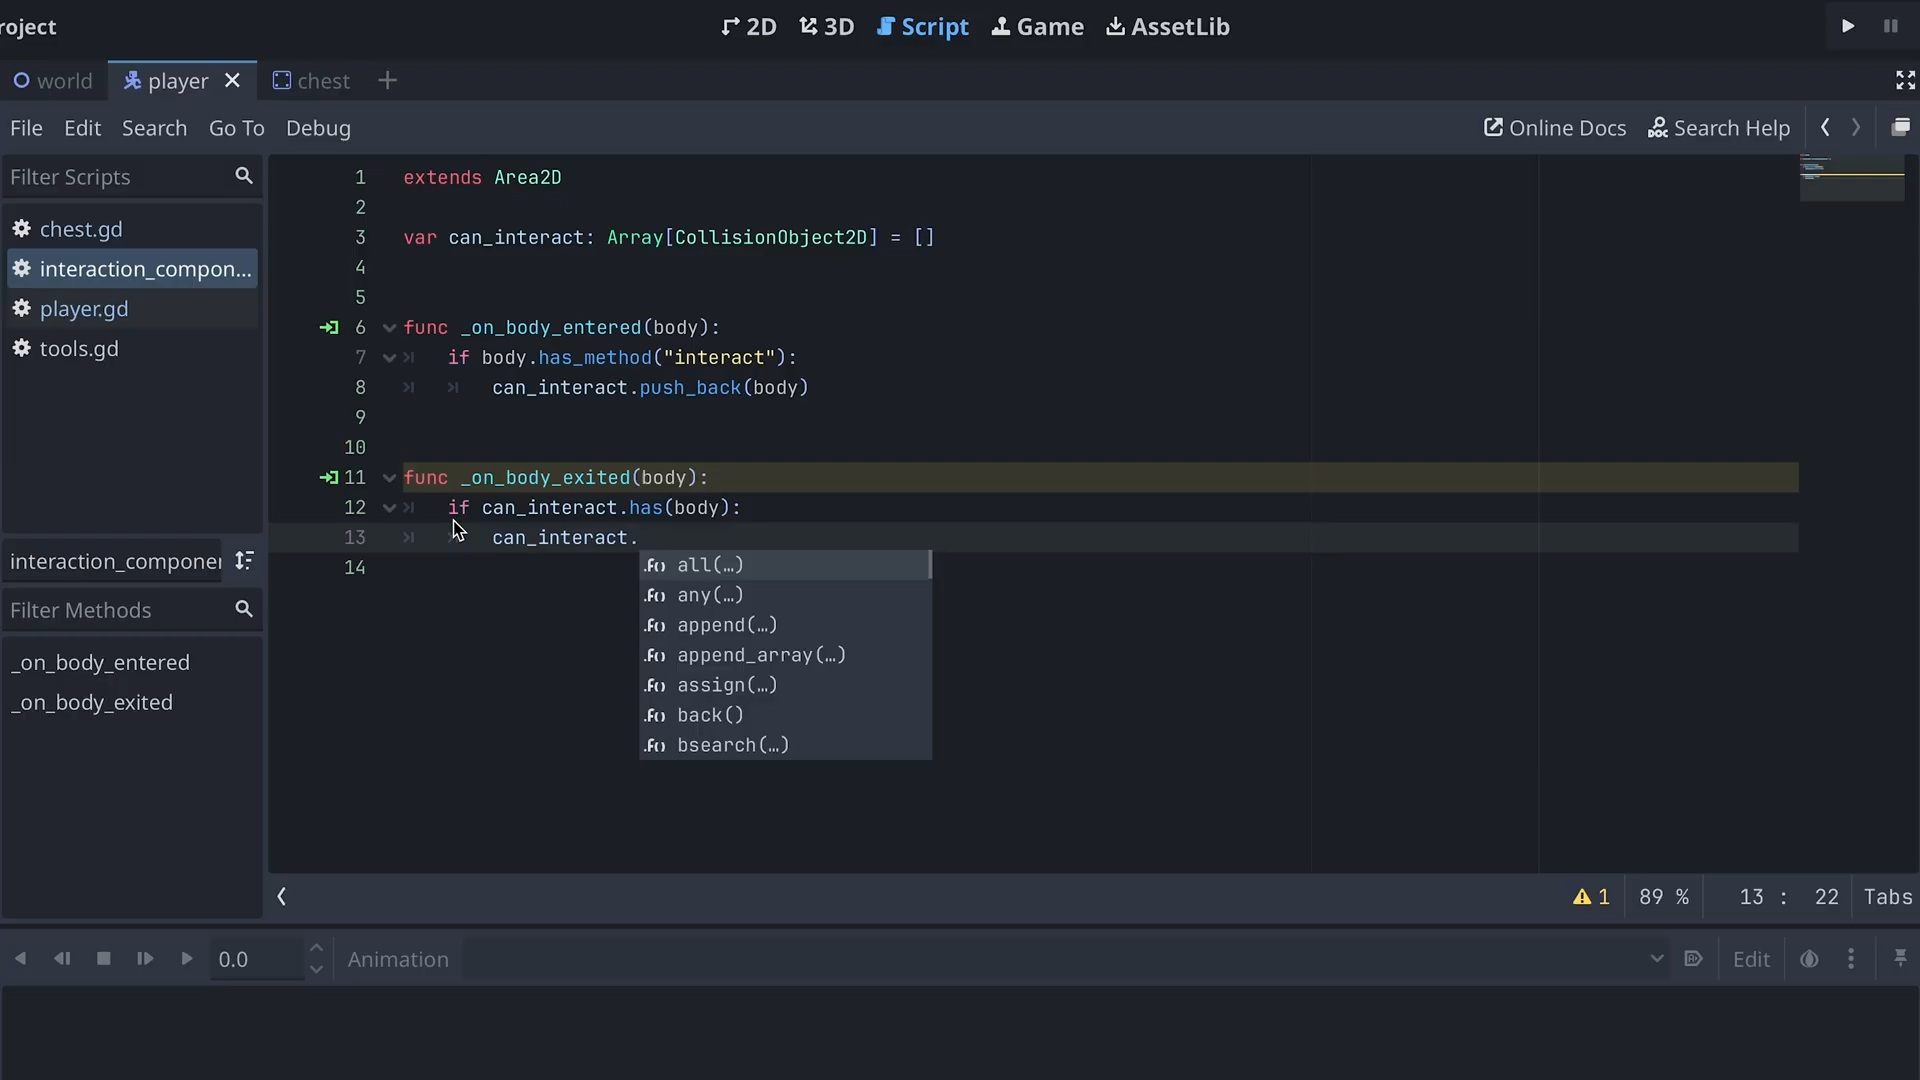 roject
2D 3D Script Game AssetLib
world player chest
File Edit Search Go To Debug
Online Docs Search Help
Filter Scripts
chest.gd
interaction_compon...
player.gd
tools.gd
interaction_componer
Filter Methods
_on_body_entered
_on_body_exited
1 extends Area2D
2
3 var can_interact: Array[CollisionObject2D] = []
4
5
6 func _on_body_entered(body):
7 if body.has_method("interact"):
8 can_interact.push_back(body)
9
10
11 func _on_body_exited(body):
12 if can_interact.has(body):
13 can_interact.
14
all(…)
any(…)
append(…)
append_array(…)
assign(…)
back()
bsearch(…)
1 89 % 13 : 22 Tabs
0.0 Animation Edit